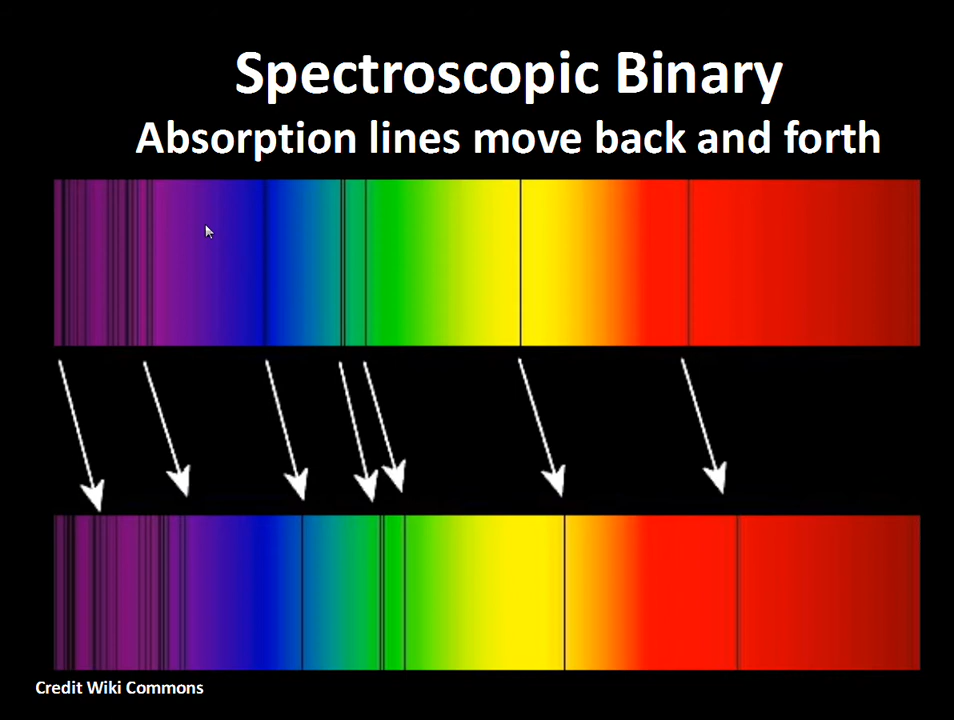 Spectroscopic Binary
Absorption lines move back and forth
Credit Wiki Commons